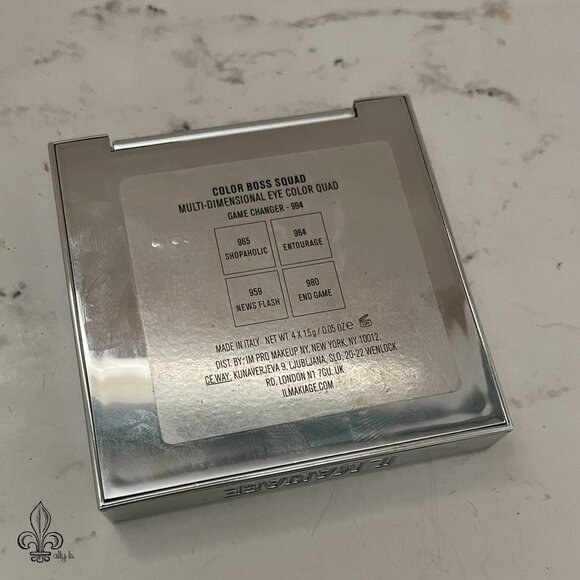 COLOR BOSS SQUAD
MULTI-DIMENSIONAL EYE COLOR QUAD
GAME CHANGER - 994
965 964
SHOPAHOLIC ENTOURAGE
959 980
NEWS FLASH END GAME
MADE IN ITALY . NET WT. 4 x 1.5g / 0.05 OZ e
DIST. BY: IM PRO MAKEUP NY, NEW YORK, NY 10012
CE WAY: KUNAVERJEVA 9, LJUBLJANA, SLO, 20-22 WENLOCK
RD, LONDON N1 7GU, UK
ILMAKIAGE.COM
IL MAKIAGE